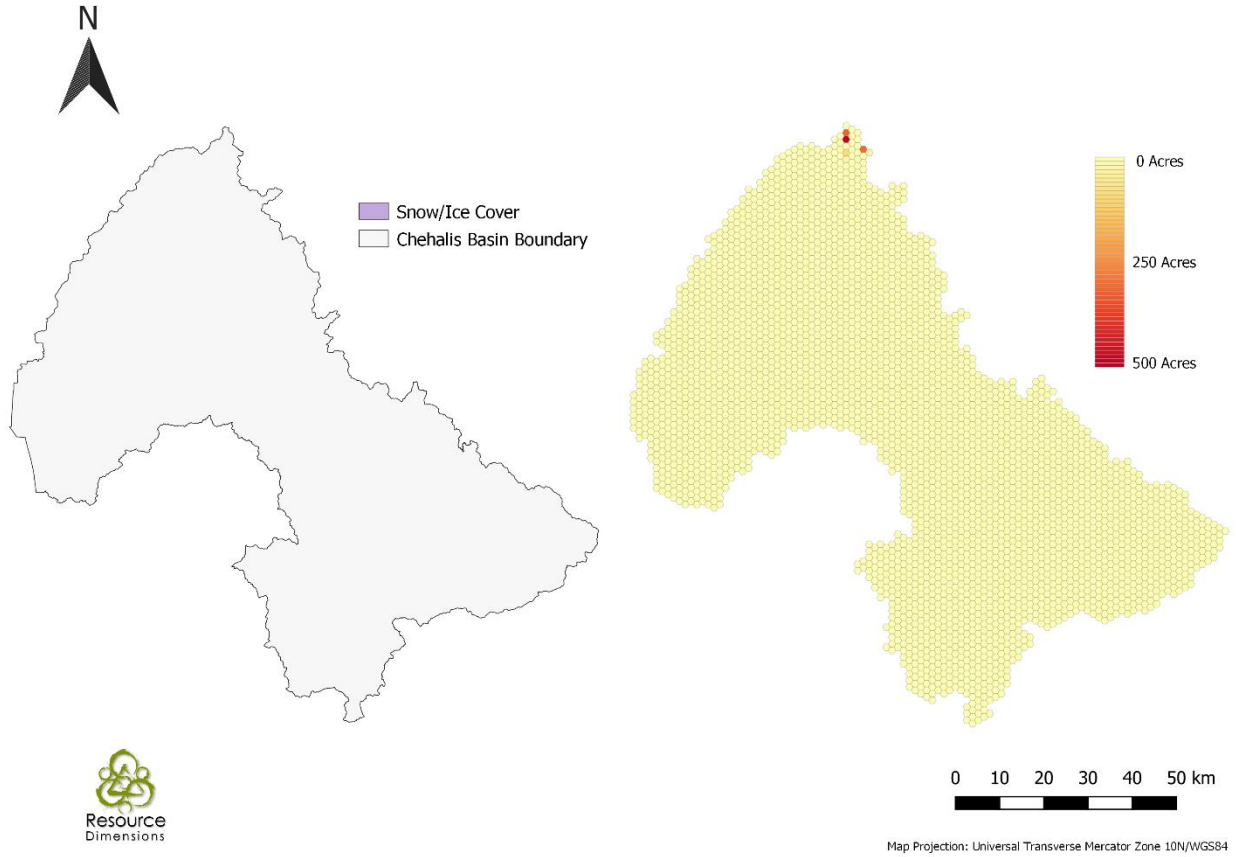 N
Snow/Ice Cover
Chehalis Basin Boundary
0 Acres
250 Acres
500 Acres
Resource
Dimensions
0 10 20 30 40 50 km
Map Projection: Universal Transverse Mercator Zone 10N/WGS84